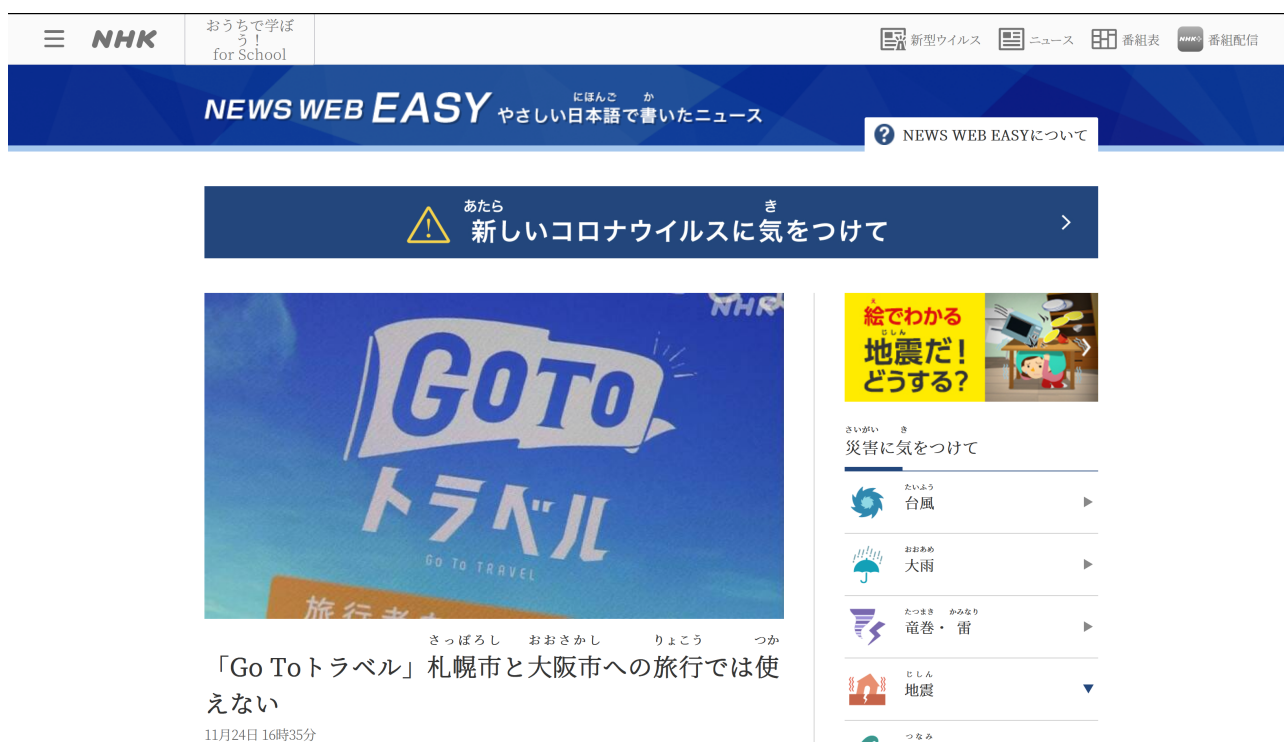 NHK
おうちで学ぼ
う！
for School
新型ウイルス
ニュース
番組表
NHK+
番組配信
NEWS WEB EASY
にほんご か
やさしい日本語で書いたニュース
? NEWS WEB EASYについて
あたら き
新しいコロナウイルスに気をつけて
NHK
GOTO
トラベル
GO TO TRAVEL
旅行者
さっぽろし おおさかし りょこう つか
「Go Toトラベル」札幌市と大阪市への旅行では使
えない
11月24日 16時35分
え
絵でわかる
じしん
地震だ！
どうする？
さいがい き
災害に気をつけて
たいふう
台風
おおあめ
大雨
たつまき かみなり
竜巻・ 雷
じしん
地震
つなみ